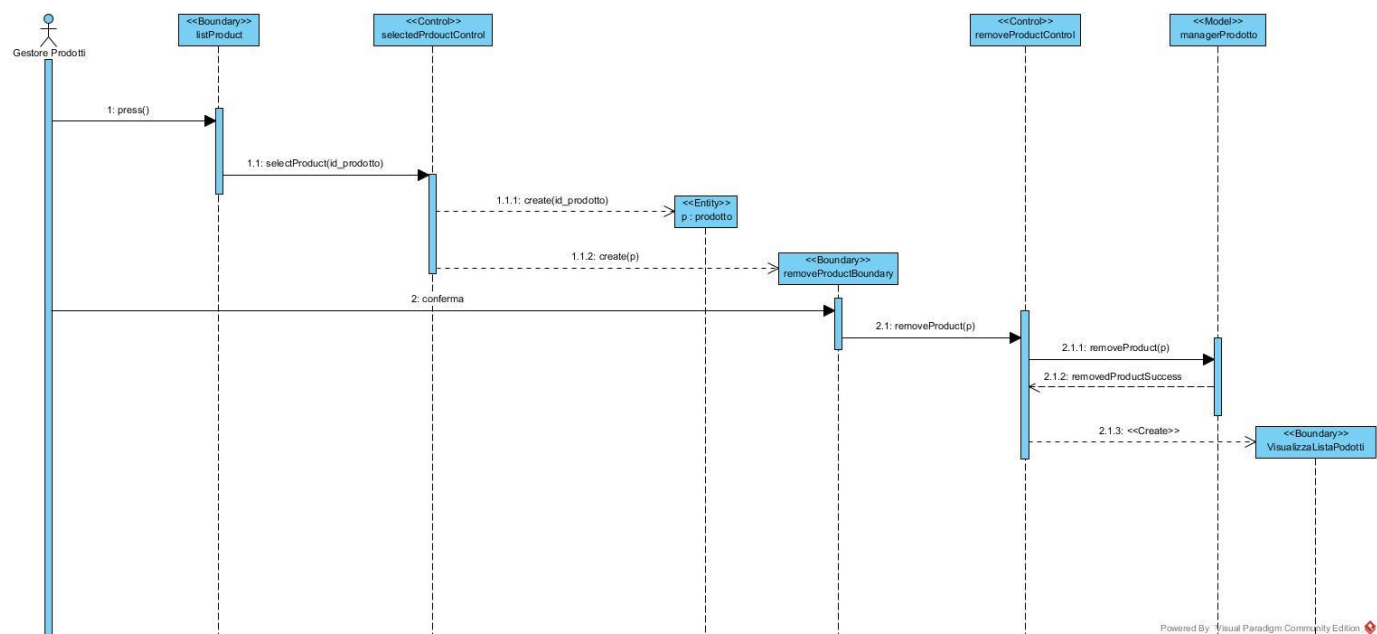 <<Boundary>>
listProduct
<<Control>>
selectedPrdouctControl
<<Control>>
removeProductControl
<<Model>>
managerProdotto
Gestore Prodotti
1: press()
1.1: selectProduct(id_prodotto)
1.1.1: create(id_prodotto)
<<Entity>>
p : prodotto
1.1.2: create(p)
<<Boundary>>
removeProductBoundary
2: conferma
2.1: removeProduct(p)
2.1.1: removeProduct(p)
2.1.2: removedProductSuccess
2.1.3: <<Create>>
<<Boundary>>
VisualizzaListaPodotti
Powered By Visual Paradigm Community Edition